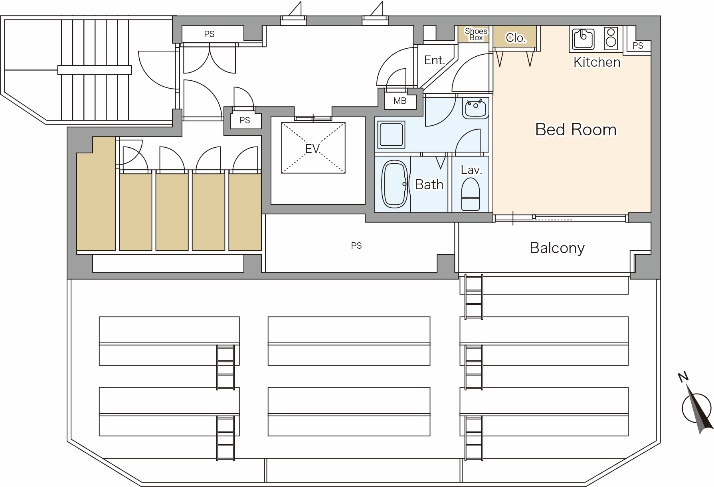 PS
Shoes
Box
Clo.
Kitchen
PS
Ent.
MB
PS
EV
Bed Room
Bath
Lav.
PS
Balcony
N